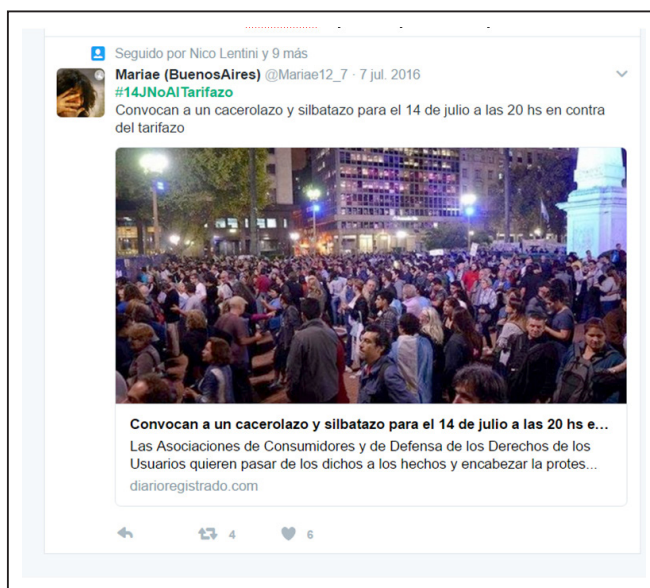 Seguido por Nico Lentini y 9 más
Mariae (BuenosAires) @Mariae12_7 · 7 jul. 2016
#14JNoAlTarifazo
Convocan a un cacerolazo y silbatazo para el 14 de julio a las 20 hs en contra
del tarifazo
Convocan a un cacerolazo y silbatazo para el 14 de julio a las 20 hs e...
Las Asociaciones de Consumidores y de Defensa de los Derechos de los
Usuarios quieren pasar de los dichos a los hechos y encabezar la protes...
diarioregistrado.com
4 6